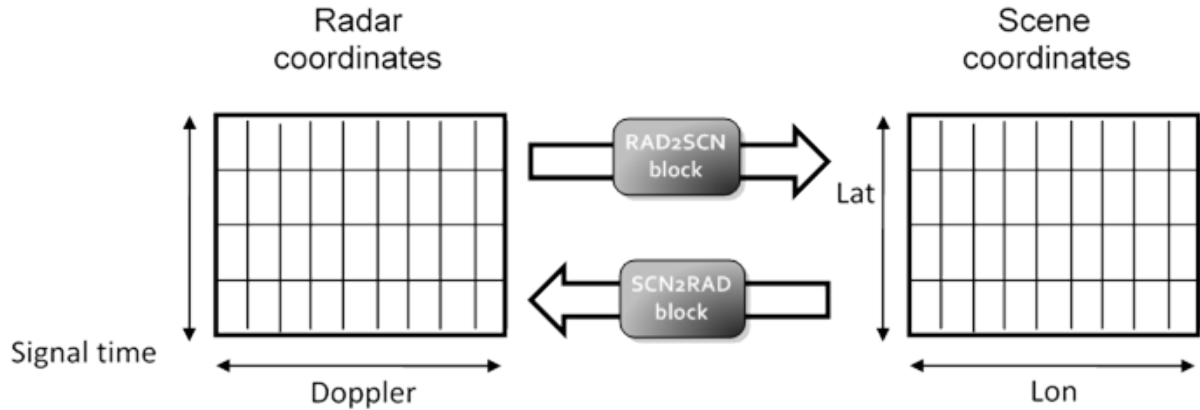 Radar
coordinates
Scene
coordinates
RAD2SCN
block
Lat
SCN2RAD
block
Signal time
Doppler
Lon